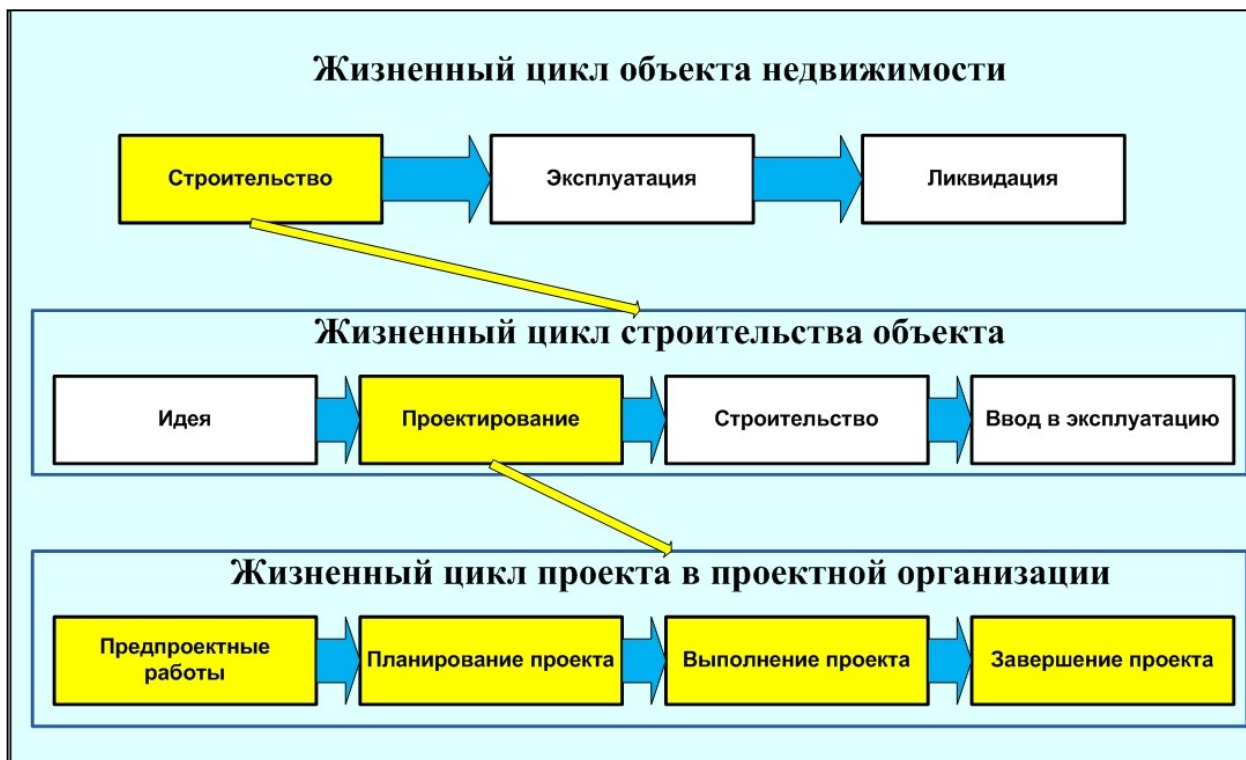 Жизненный цикл объекта недвижимости
Строительство
Эксплуатация
Ликвидация
Жизненный цикл строительства объекта
Идея
Проектирование
Строительство
Ввод в эксплуатацию
Жизненный цикл проекта в проектной организации
Предпроектные
работы
Планирование проекта
Выполнение проекта
Завершение проекта